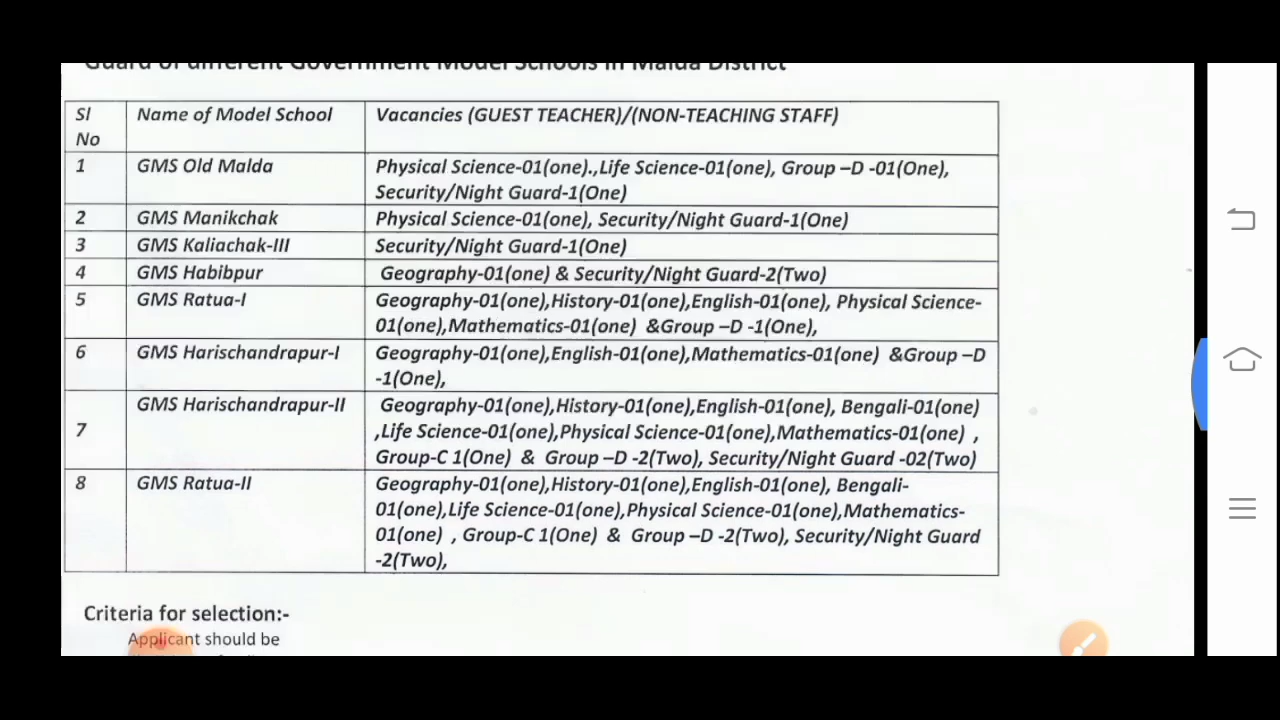 Guard of different Government Model Schools in Malda District
Sl No
Name of Model School
Vacancies (GUEST TEACHER)/(NON-TEACHING STAFF)
1
GMS Old Malda
Physical Science-01(one).,Life Science-01(one), Group –D -01(One),
Security/Night Guard-1(One)
2
GMS Manikchak
Physical Science-01(one), Security/Night Guard-1(One)
3
GMS Kaliachak-III
Security/Night Guard-1(One)
4
GMS Habibpur
Geography-01(one) & Security/Night Guard-2(Two)
5
GMS Ratua-I
Geography-01(one),History-01(one),English-01(one), Physical Science-
01(one),Mathematics-01(one) &Group –D -1(One),
6
GMS Harischandrapur-I
Geography-01(one),English-01(one),Mathematics-01(one) &Group –D
-1(One),
7
GMS Harischandrapur-II
Geography-01(one),History-01(one),English-01(one), Bengali-01(one)
,Life Science-01(one),Physical Science-01(one),Mathematics-01(one) ,
Group-C 1(One) & Group –D -2(Two), Security/Night Guard -02(Two)
8
GMS Ratua-II
Geography-01(one),History-01(one),English-01(one), Bengali-
01(one),Life Science-01(one),Physical Science-01(one),Mathematics-
01(one) , Group-C 1(One) & Group –D -2(Two), Security/Night Guard
-2(Two),
Criteria for selection:-
Applicant should be